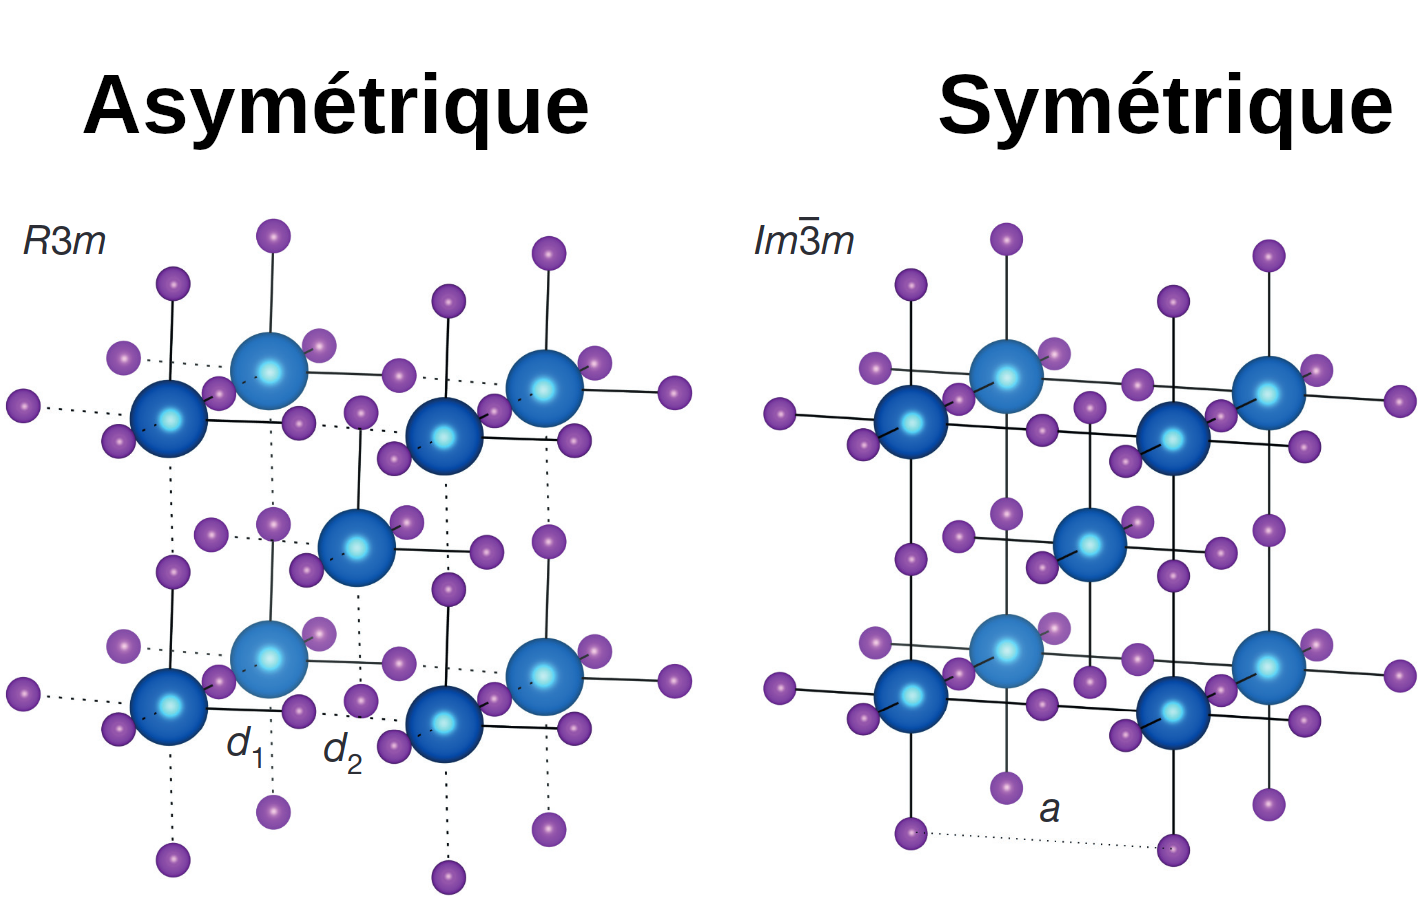 Asymétrique
Symétrique
R3m
Im3̅m
d₁
d₂
a